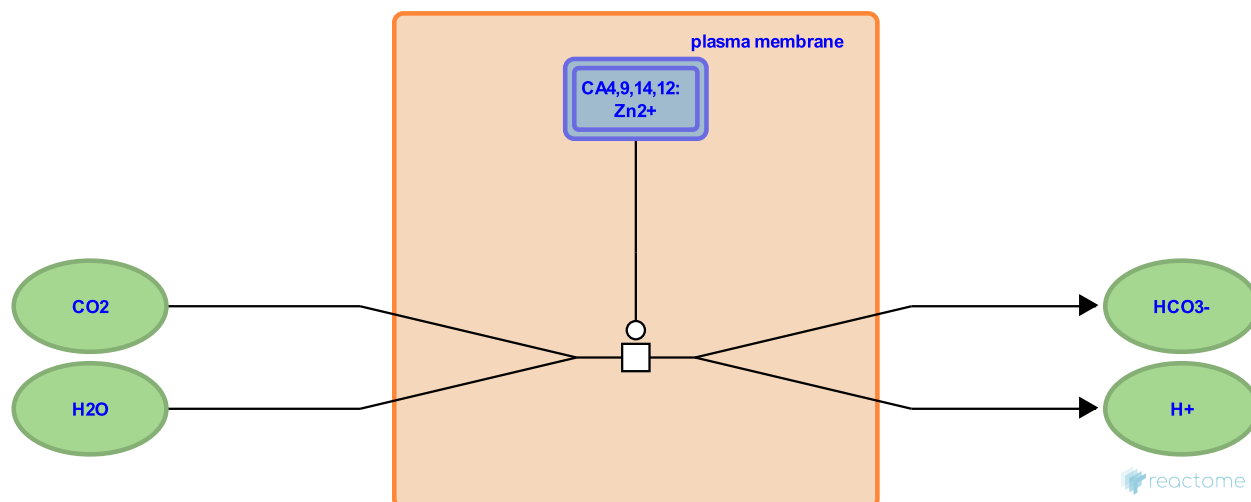 plasma membrane
CA4,9,14,12:
Zn2+
CO2
HCO3-
H2O
H+
reactome